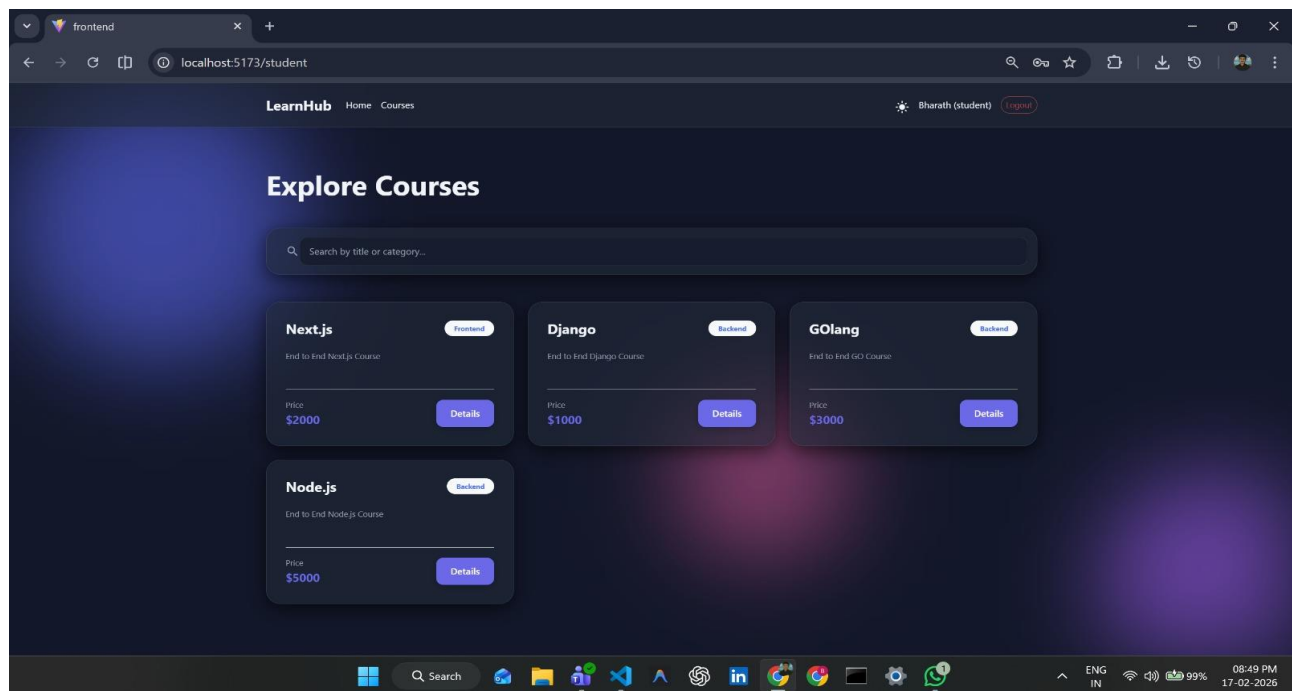 frontend
localhost:5173/student
LearnHub Home Courses Bharath (student) Logout
Explore Courses
Search by title or category...
Next.js Frontend
End to End Next.js Course
Price
$2000 Details
Django Backend
End to End Django Course
Price
$1000 Details
GOlang Backend
End to End GO Course
Price
$3000 Details
Node.js Backend
End to End Node.js Course
Price
$5000 Details
Search
1
ENG
IN
99%
08:49 PM
17-02-2026